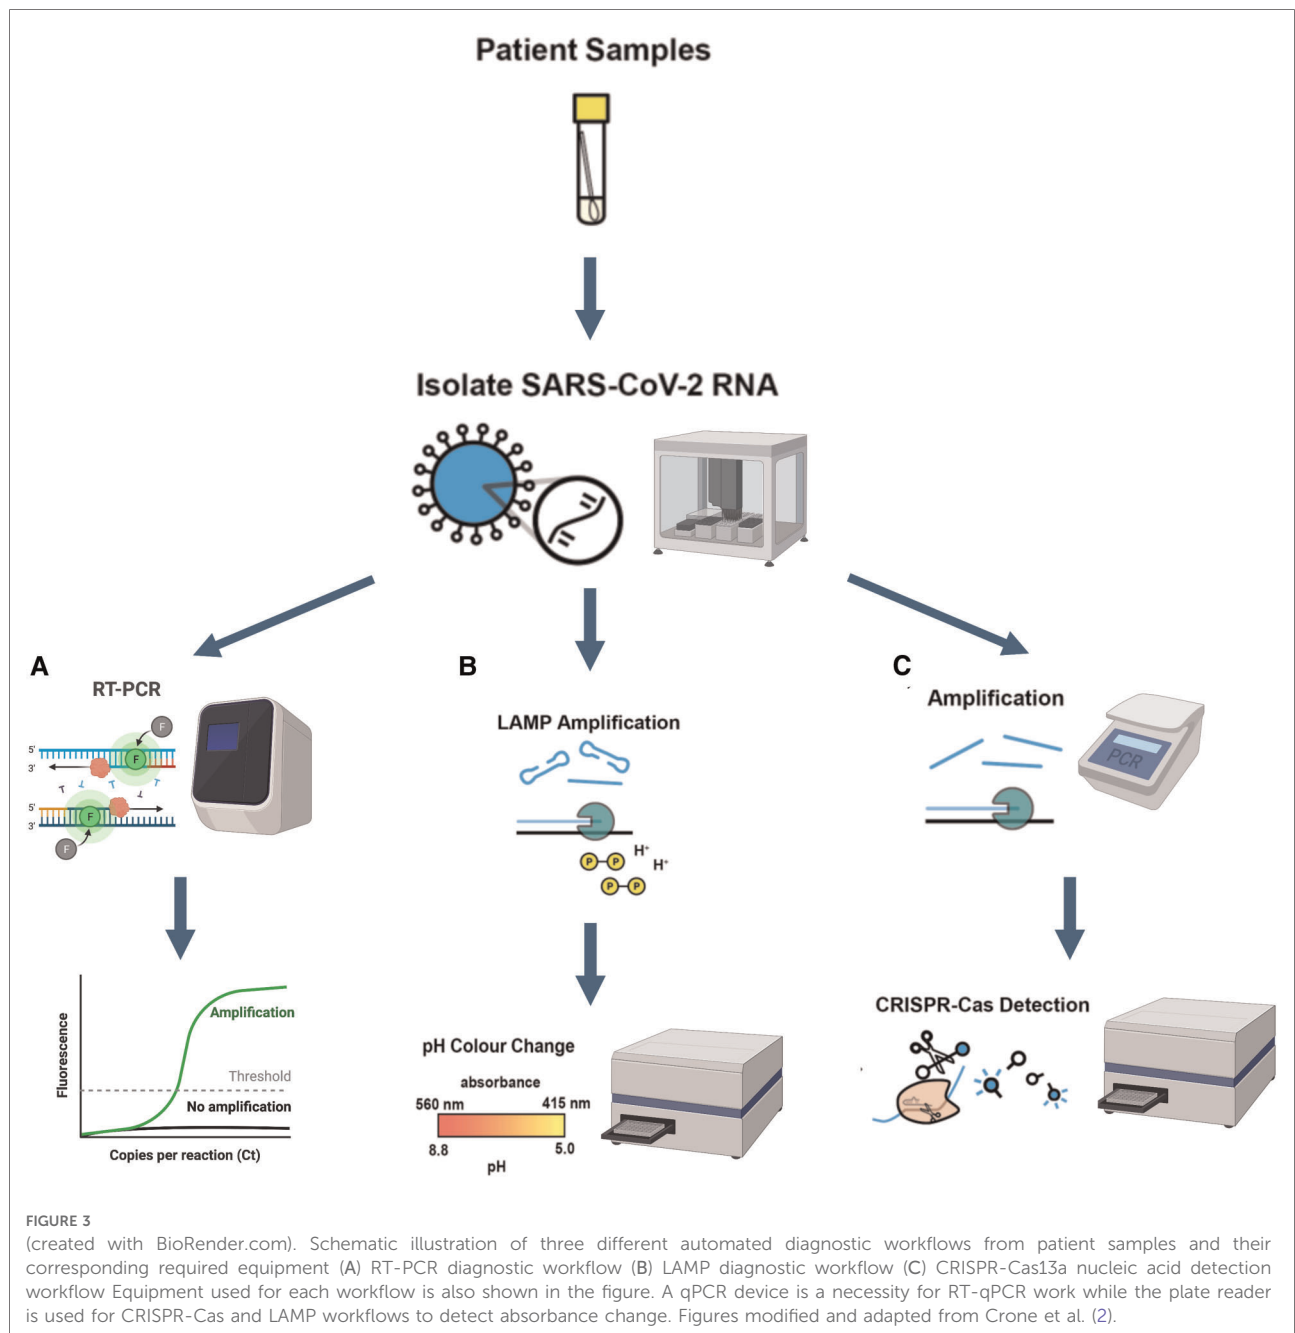 Patient Samples
Isolate SARS-CoV-2 RNA
A
RT-PCR
F
5'
3'
F
5'
3'
F
F
Fluorescence
Amplification
Threshold
No amplification
Copies per reaction (Ct)
B
LAMP Amplification
H+
H+
P P
P P
pH Colour Change
absorbance
560 nm 415 nm
8.8 5.0
pH
C
Amplification
PCR
CRISPR-Cas Detection
FIGURE 3
(created with BioRender.com). Schematic illustration of three different automated diagnostic workflows from patient samples and their
corresponding required equipment (A) RT-PCR diagnostic workflow (B) LAMP diagnostic workflow (C) CRISPR-Cas13a nucleic acid detection
workflow Equipment used for each workflow is also shown in the figure. A qPCR device is a necessity for RT-qPCR work while the plate reader
is used for CRISPR-Cas and LAMP workflows to detect absorbance change. Figures modified and adapted from Crone et al. (2).